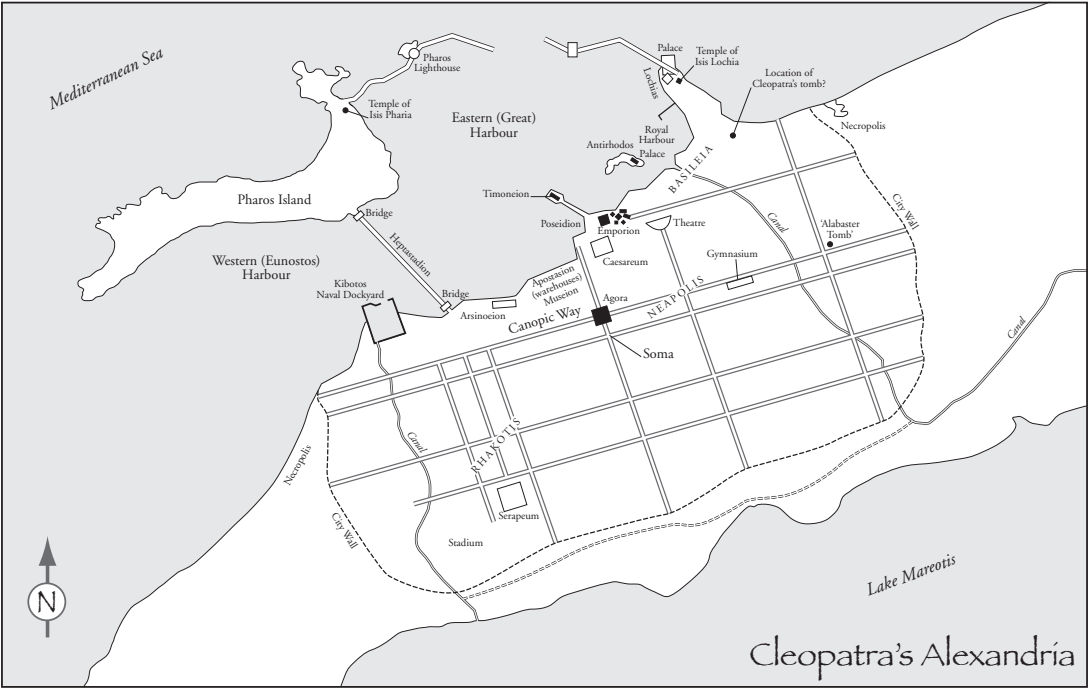 Mediterranean Sea
Pharos
Lighthouse
Temple of
Isis Pharia
Eastern (Great)
Harbour
Palace
Temple of
Isis Lochia
Lochias
Location of
Cleopatra's tomb?
Royal
Harbour
Antirhodos
Palace
Necropolis
BASILEIA
Pharos Island
Bridge
Heptastadion
Timoneion
Poseidion
Emporion
Theatre
Canal
City Wall
'Alabaster
Tomb'
Western (Eunostos)
Harbour
Caesareum
Gymnasium
Kibotos
Naval Dockyard
Bridge
Arsinoeion
Apostasion
(warehouses)
Museion
Agora
NEAPOLIS
Canopic Way
Soma
Canal
Canal
RHAKOTIS
Necropolis
Serapeum
City Wall
Stadium
Lake Mareotis
N
Cleopatra's Alexandria